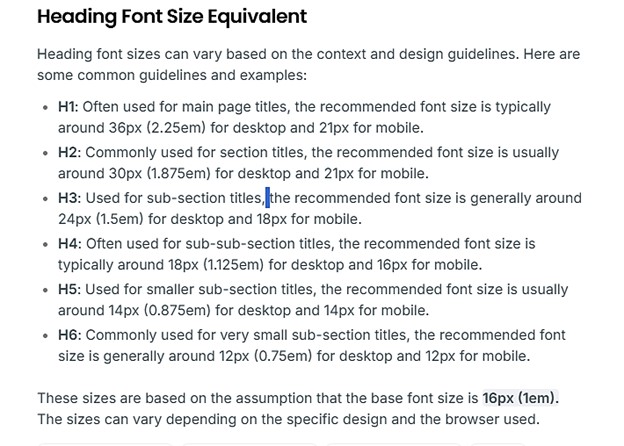 Heading Font Size Equivalent
Heading font sizes can vary based on the context and design guidelines. Here are
some common guidelines and examples:
• H1: Often used for main page titles, the recommended font size is typically
around 36px (2.25em) for desktop and 21px for mobile.
• H2: Commonly used for section titles, the recommended font size is usually
around 30px (1.875em) for desktop and 21px for mobile.
• H3: Used for sub-section titles, the recommended font size is generally around
24px (1.5em) for desktop and 18px for mobile.
• H4: Often used for sub-sub-section titles, the recommended font size is
typically around 18px (1.125em) for desktop and 16px for mobile.
• H5: Used for smaller sub-section titles, the recommended font size is usually
around 14px (0.875em) for desktop and 14px for mobile.
• H6: Commonly used for very small sub-section titles, the recommended font
size is generally around 12px (0.75em) for desktop and 12px for mobile.
These sizes are based on the assumption that the base font size is 16px (1em).
The sizes can vary depending on the specific design and the browser used.